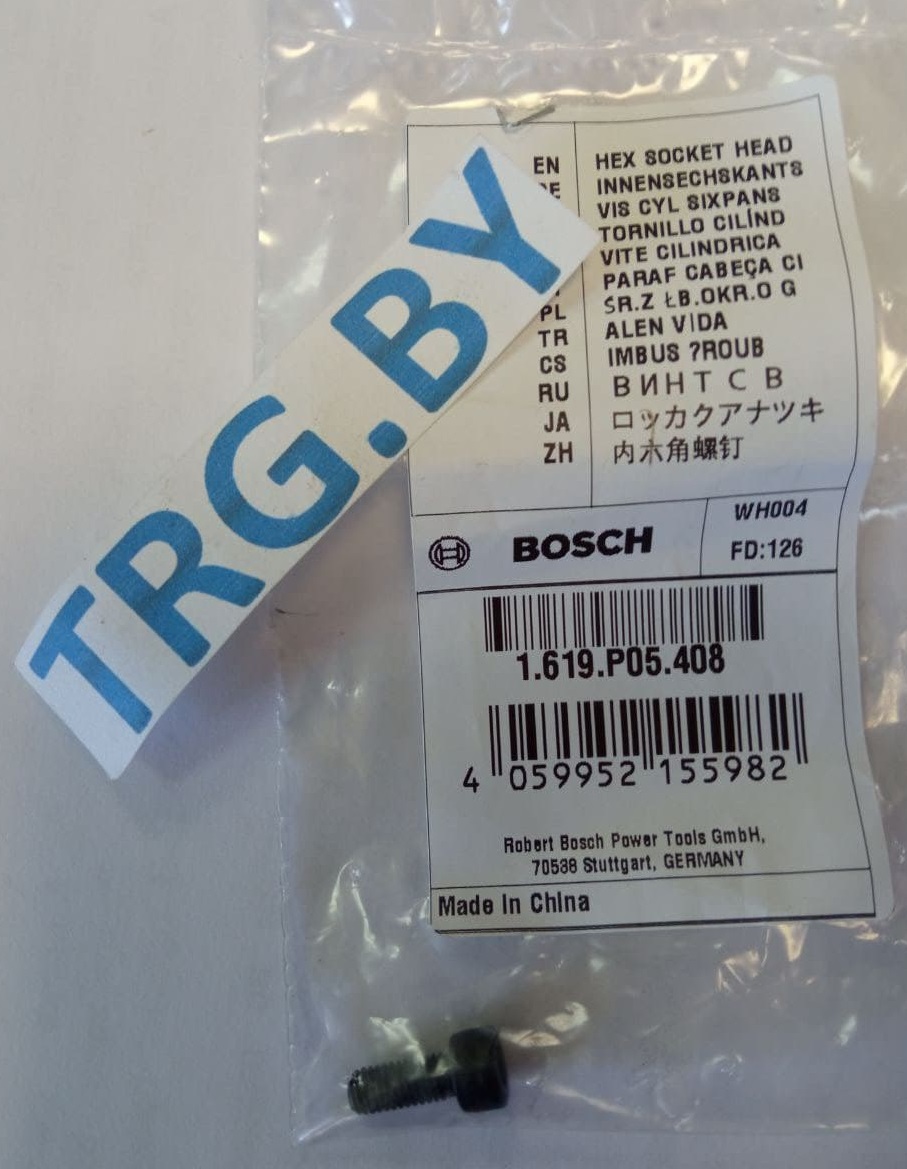 EN HEX SOCKET HEAD
DE INNENSECHSKANTS
VIS CYL SIXPANS
TORNILLO CILÍND
VITE CILINDRICA
PARAF CABEÇA CI
PL ŚR.Z ŁB.OKR.O G
TR ALEN VIDA
CS IMBUS ?ROUB
RU ВИНТ С В
JA ロッカクアナツキ
ZH 内六角螺钉
TRG.BY
BOSCH
WH004
FD:126
1.619.P05.408
4 059952 155982
Robert Bosch Power Tools GmbH,
70538 Stuttgart, GERMANY
Made in China